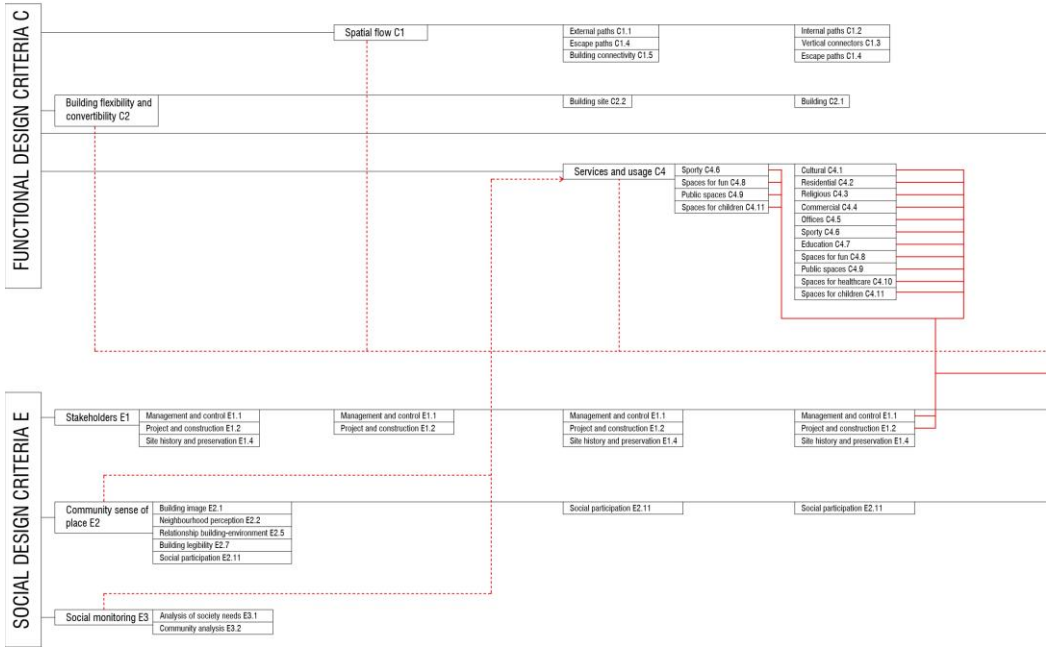 FUNCTIONAL DESIGN CRITERIA C
Spatial flow C1
External paths C1.1
Escape paths C1.4
Building connectivity C1.5
Internal paths C1.2
Vertical connectors C1.3
Escape paths C1.4
Building flexibility and
convertibility C2
Building site C2.2
Building C2.1
Services and usage C4
Sporty C4.6
Spaces for fun C4.8
Public spaces C4.9
Spaces for children C4.11
Cultural C4.1
Residential C4.2
Religious C4.3
Commercial C4.4
Offices C4.5
Sporty C4.6
Education C4.7
Spaces for fun C4.8
Public spaces C4.9
Spaces for healthcare C4.10
Spaces for children C4.11
SOCIAL DESIGN CRITERIA E
Stakeholders E1
Management and control E1.1
Project and construction E1.2
Site history and preservation E1.4
Management and control E1.1
Project and construction E1.2
Management and control E1.1
Project and construction E1.2
Site history and preservation E1.4
Management and control E1.1
Project and construction E1.2
Site history and preservation E1.4
Community sense of
place E2
Building image E2.1
Neighbourhood perception E2.2
Relationship building-environment E2.5
Building legibility E2.7
Social participation E2.11
Social participation E2.11
Social participation E2.11
Social monitoring E3
Analysis of society needs E3.1
Community analysis E3.2